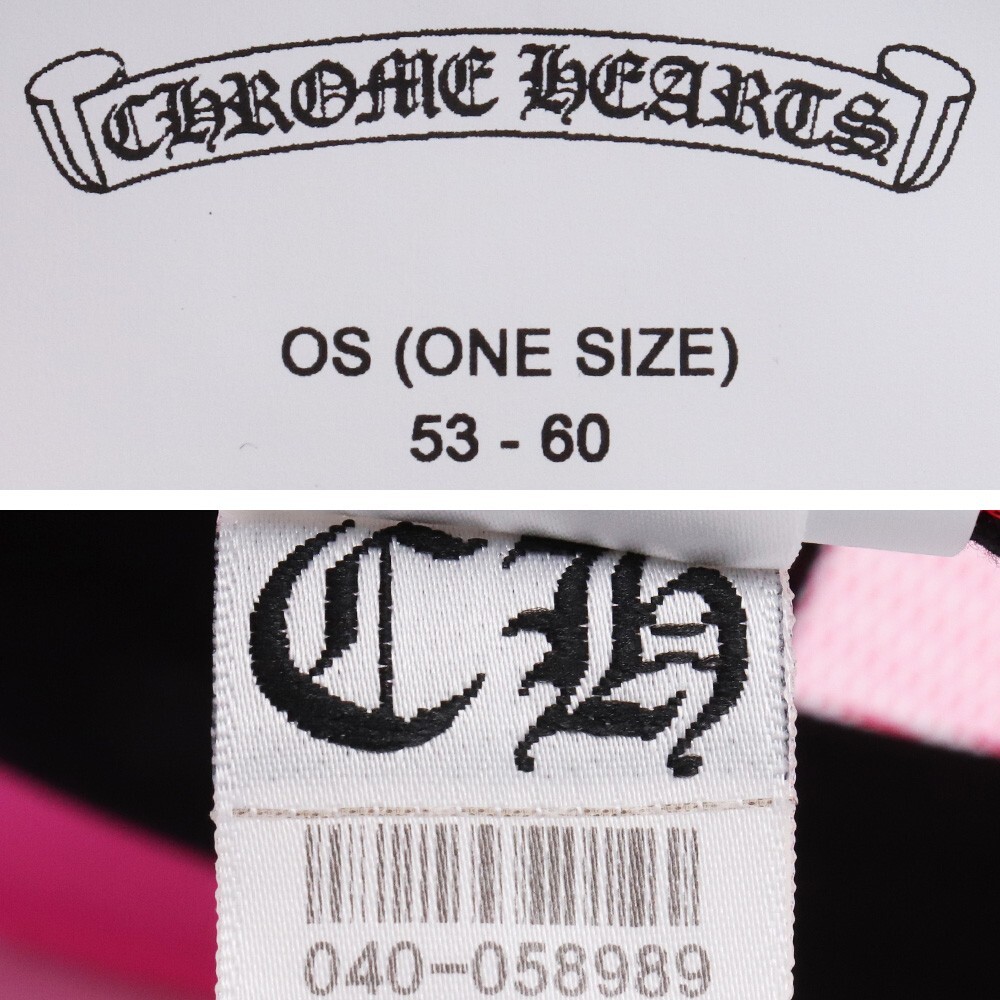 CHROME HEARTS
OS (ONE SIZE)
53 - 60
CH
040-058989